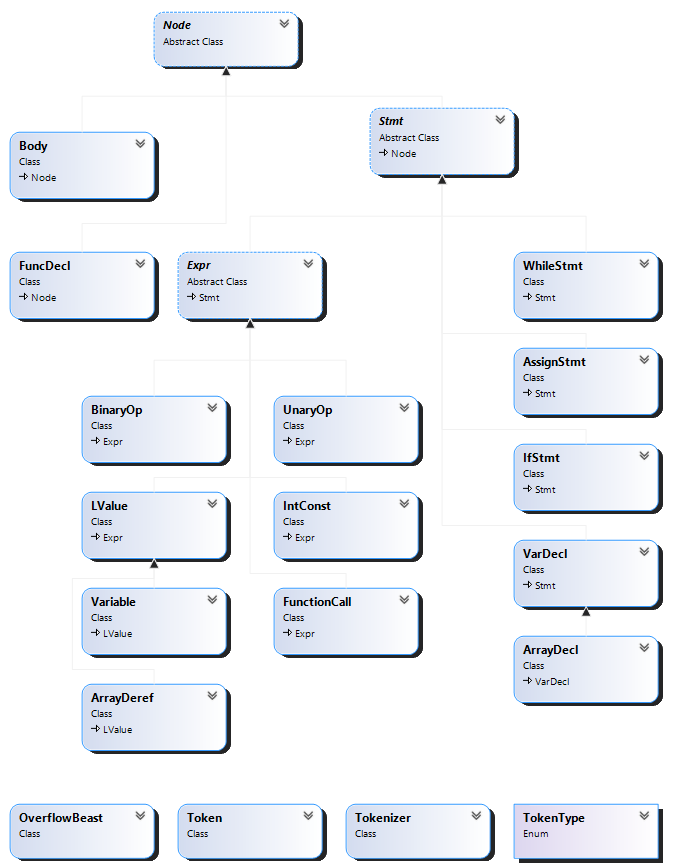 Node
Abstract Class
Stmt
Abstract Class
Node
Body
Class
Node
FuncDecl
Class
Node
Expr
Abstract Class
Stmt
WhileStmt
Class
Stmt
AssignStmt
Class
Stmt
BinaryOp
Class
Expr
UnaryOp
Class
Expr
IfStmt
Class
Stmt
LValue
Class
Expr
IntConst
Class
Expr
VarDecl
Class
Stmt
Variable
Class
LValue
FunctionCall
Class
Expr
ArrayDecl
Class
VarDecl
ArrayDeref
Class
LValue
OverflowBeast
Class
Token
Class
Tokenizer
Class
TokenType
Enum